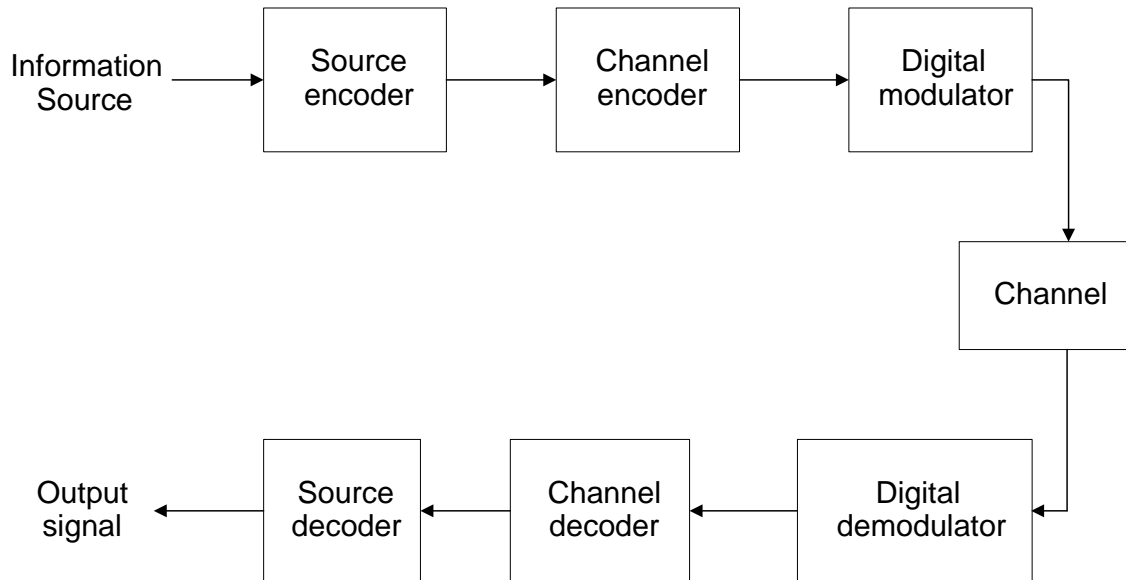 Information
Source
Source
encoder
Channel
encoder
Digital
modulator
Channel
Output
signal
Source
decoder
Channel
decoder
Digital
demodulator